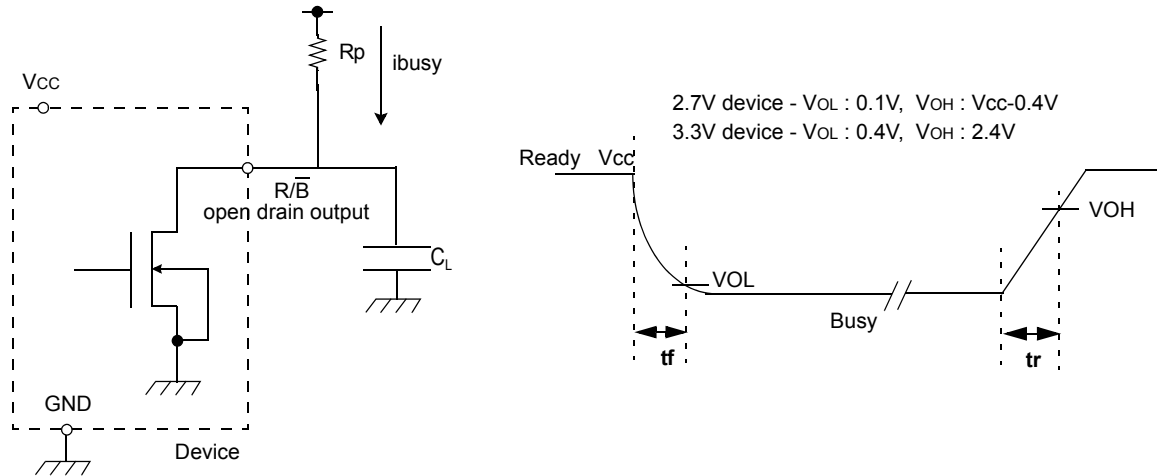 Rp
ibusy
VCC
R/B̅
open drain output
CL
GND
Device
2.7V device - VOL : 0.1V, VOH : Vcc-0.4V
3.3V device - VOL : 0.4V, VOH : 2.4V
Ready Vcc
VOH
VOL
Busy
tf
tr